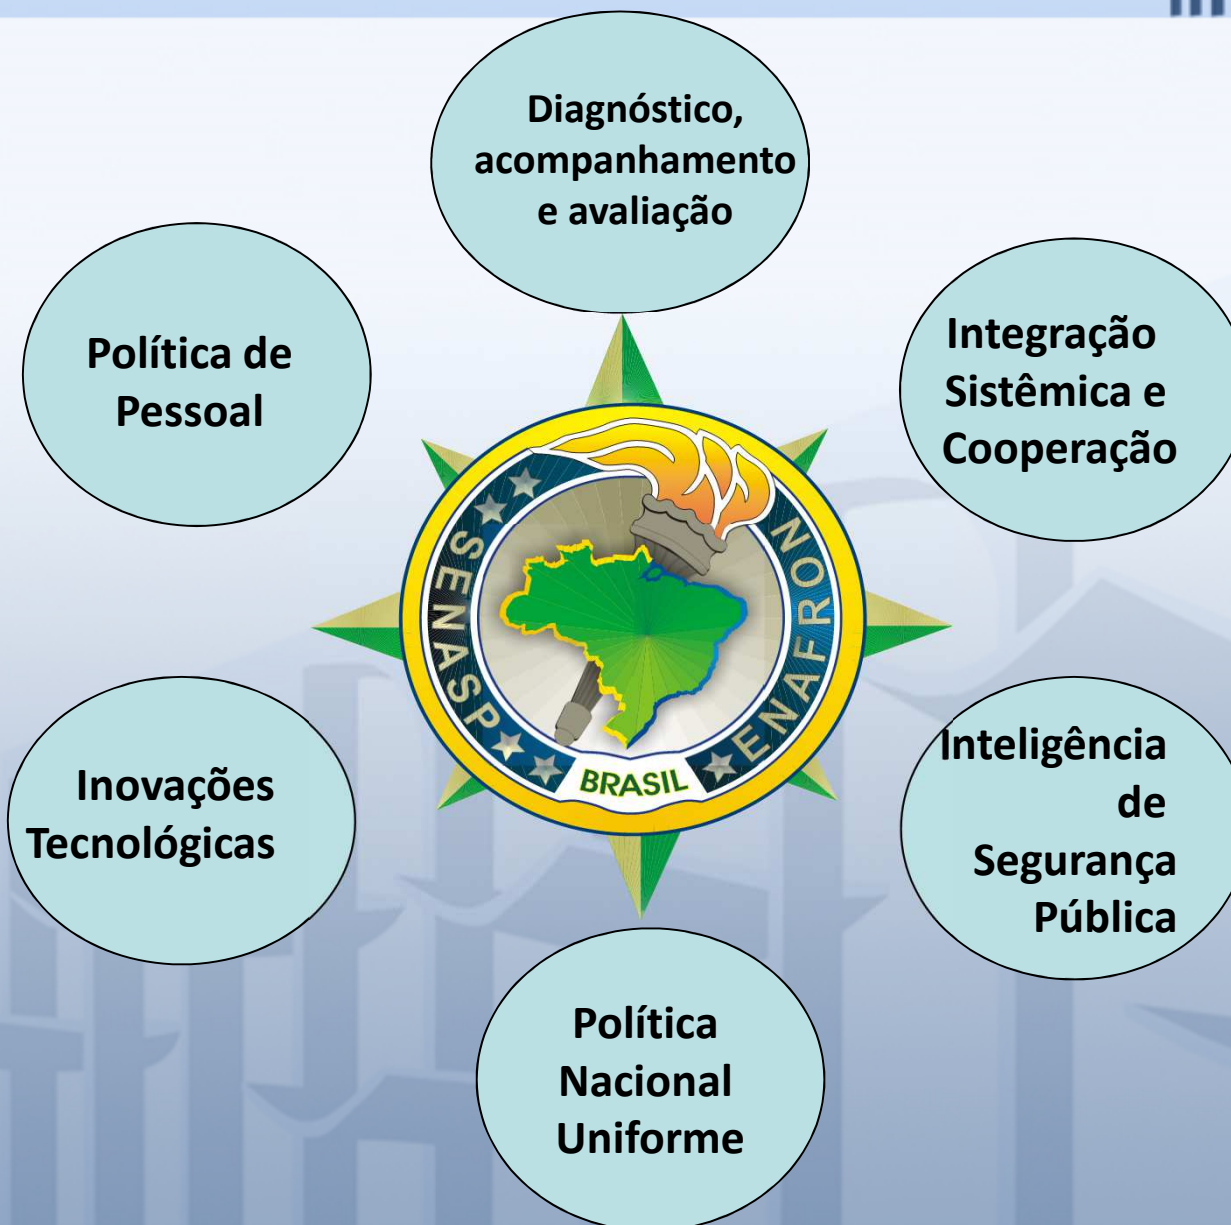 Diagnóstico,
acompanhamento
e avaliação
Política de
Pessoal
Integração
Sistêmica e
Cooperação
SENASP
ENAFRON
BRASIL
Inovações
Tecnológicas
Inteligência
de
Segurança
Pública
Política
Nacional
Uniforme